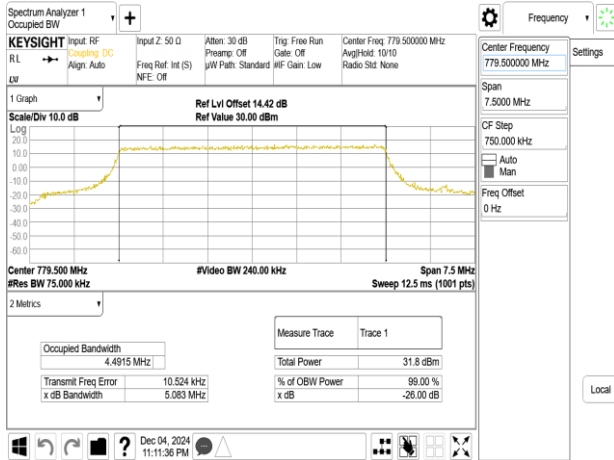 Spectrum Analyzer 1
Occupied BW
KEYSIGHT
RL
LXI
Input: RF
Coupling: DC
Align: Auto
Input Z: 50 Ω
Freq Ref: Int (S)
NFE: Off
Atten: 30 dB
Preamp: Off
µW Path: Standard
Trig: Free Run
Gate: Off
#IF Gain: Low
Center Freq: 779.500000 MHz
Avg|Hold: 10/10
Radio Std: None
1 Graph
Scale/Div 10.0 dB
Ref Lvl Offset 14.42 dB
Ref Value 30.00 dBm
Log
20.0
10.0
0.00
-10.0
-20.0
-30.0
-40.0
-50.0
-60.0
Center 779.500 MHz
#Res BW 75.000 kHz
#Video BW 240.00 kHz
Span 7.5 MHz
Sweep 12.5 ms (1001 pts)
2 Metrics
Measure Trace Trace 1
Occupied Bandwidth
4.4915 MHz
Total Power 31.8 dBm
Transmit Freq Error 10.524 kHz
% of OBW Power 99.00 %
x dB Bandwidth 5.083 MHz
x dB -26.00 dB
Dec 04, 2024
11:11:36 PM
Frequency
Center Frequency
779.500000 MHz
Settings
Span
7.5000 MHz
CF Step
750.000 kHz
Auto
Man
Freq Offset
0 Hz
Local